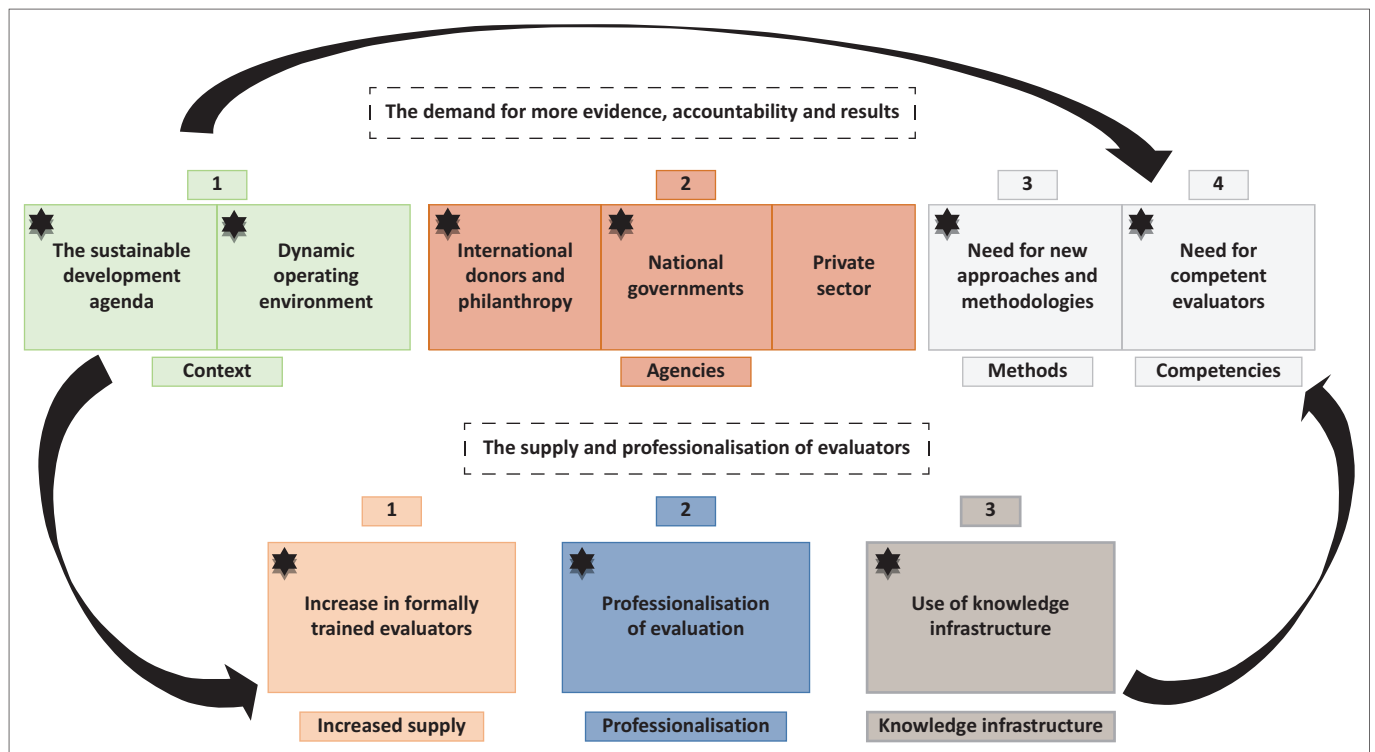 The demand for more evidence, accountability and results
1
2
3
4
The sustainable
development
agenda
Dynamic
operating
environment
International
donors and
philanthropy
National
governments
Private
sector
Need for new
approaches and
methodologies
Need for
competent
evaluators
Context
Agencies
Methods
Competencies
The supply and professionalisation of evaluators
1
2
3
Increase in formally
trained evaluators
Professionalisation
of evaluation
Use of knowledge
infrastructure
Increased supply
Professionalisation
Knowledge infrastructure